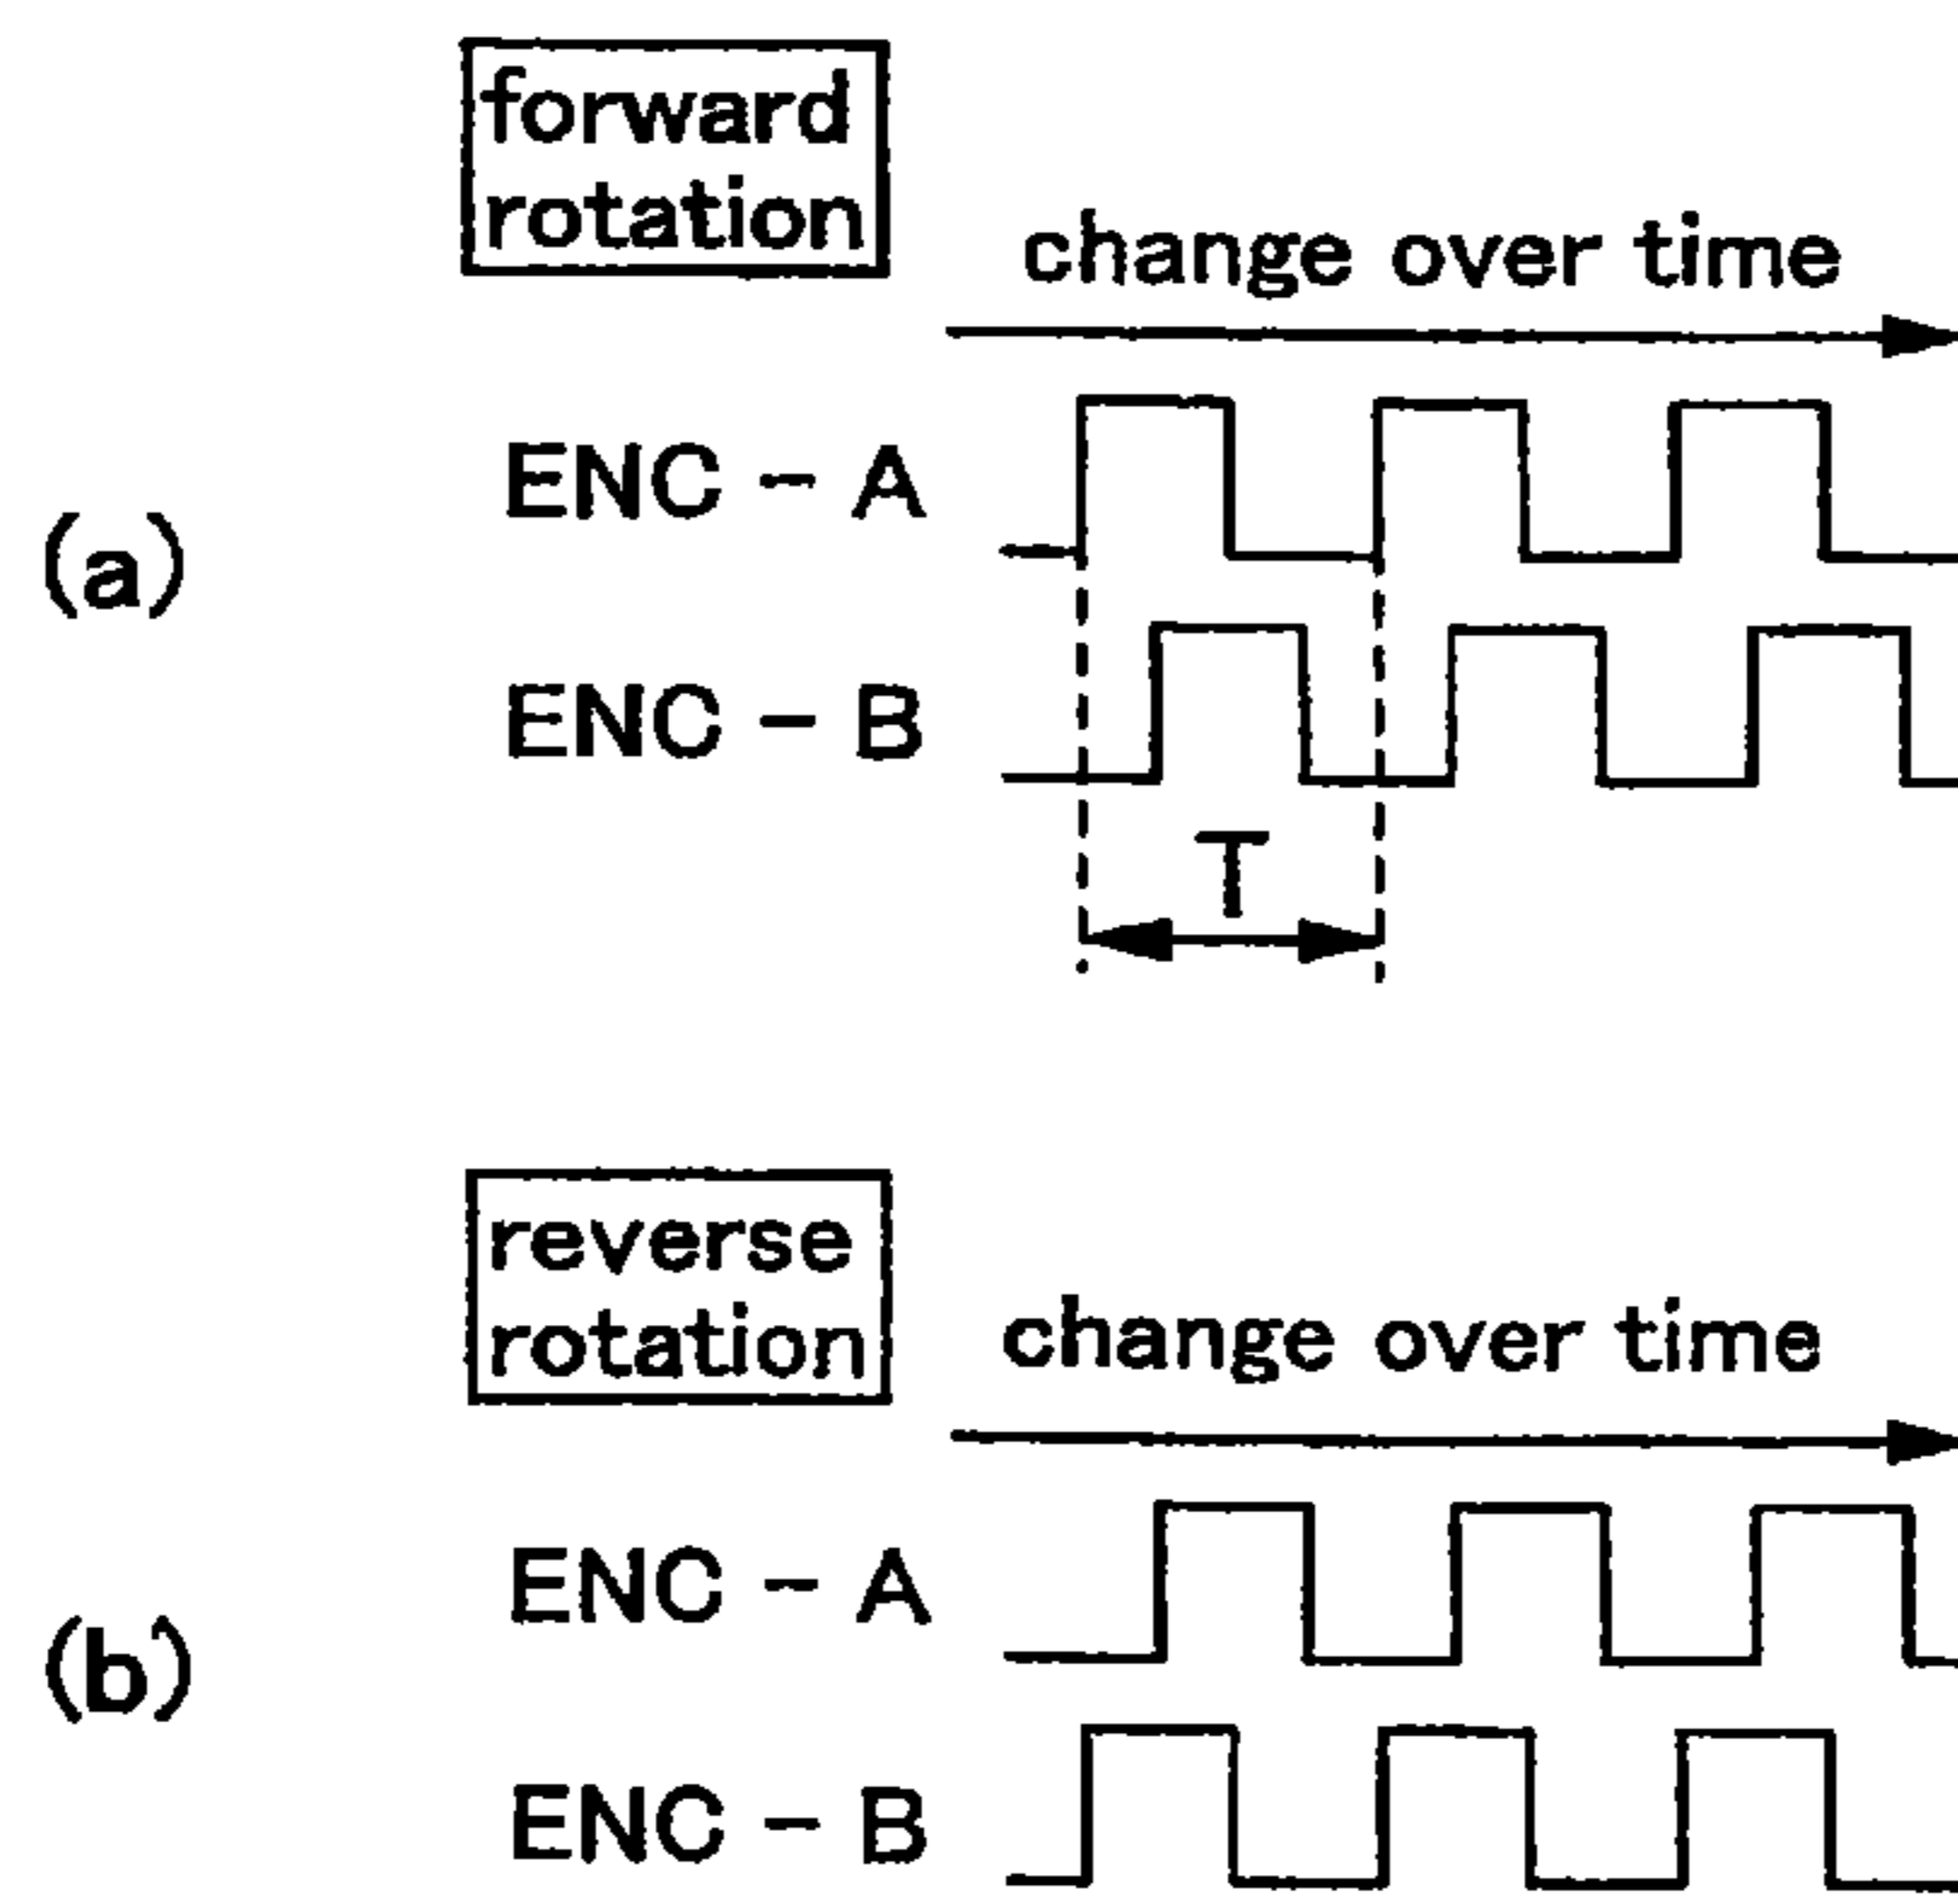 forward
rotation
change over time
ENC - A
(a)
ENC - B
T
reverse
rotation
change over time
ENC - A
(b)
ENC - B